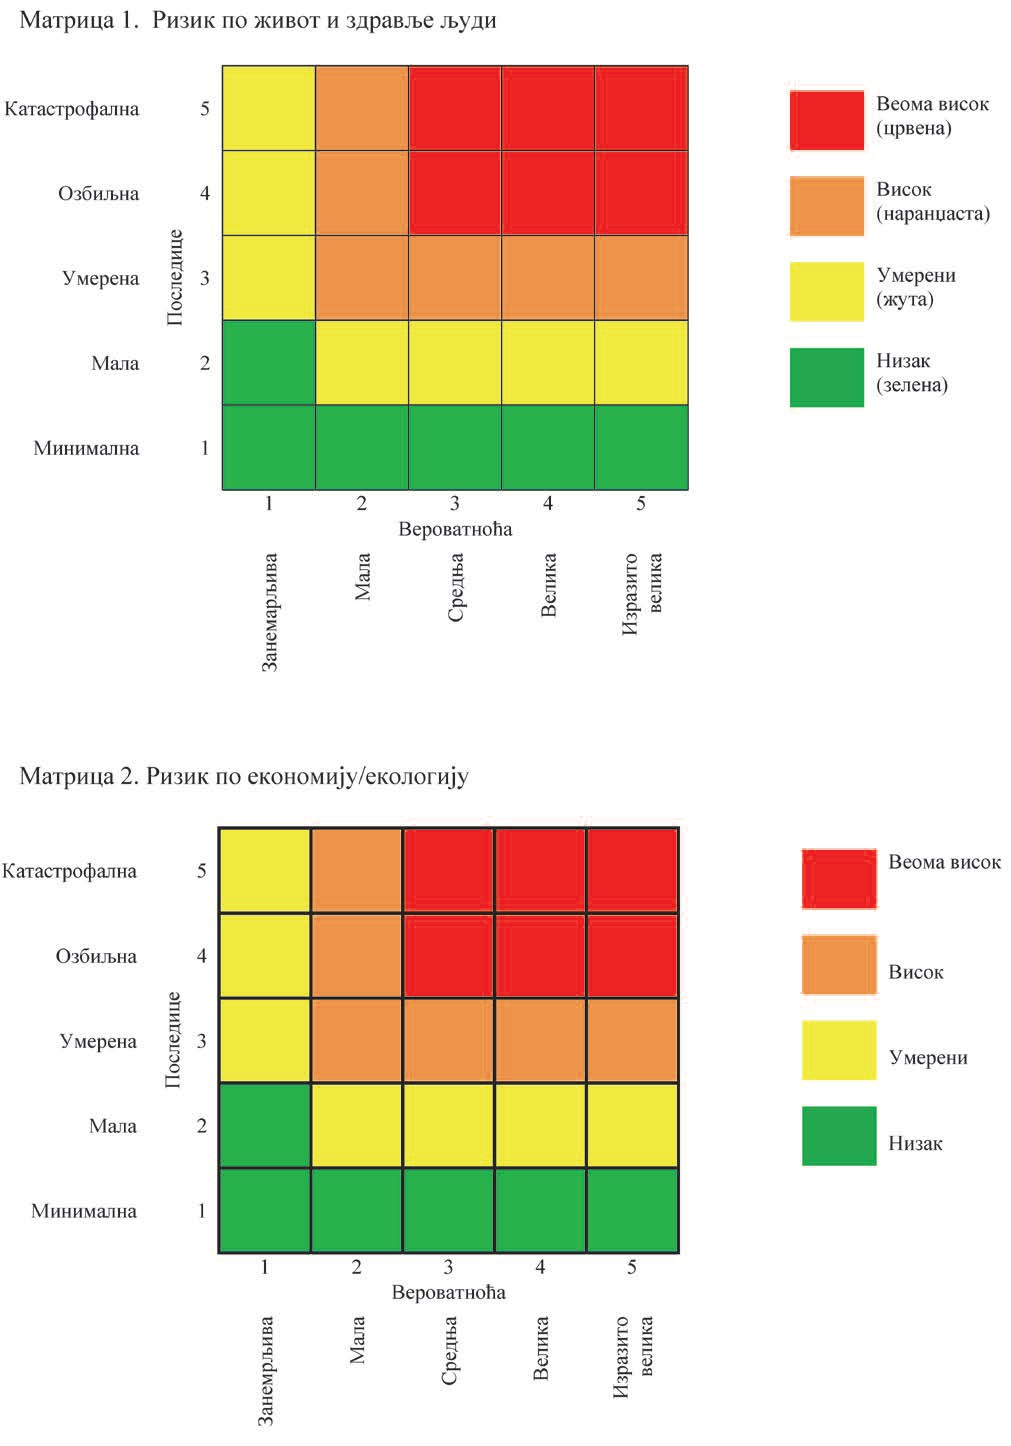 Матрица 1.  Ризик по живот и здравље људи
Катастрофална 5
Озбиљна 4
Умерена 3
Мала 2
Минимална 1
Последице
1 2 3 4 5
Вероватноћа
Занемарљива
Мала
Средња
Велика
Изразито
велика
Веома висок
(црвена)
Висок
(наранџаста)
Умерени
(жута)
Низак
(зелена)
Матрица 2. Ризик по економију/екологију
Катастрофална 5
Озбиљна 4
Умерена 3
Мала 2
Минимална 1
Последице
1 2 3 4 5
Вероватноћа
Занемрљива
Мала
Средња
Велика
Изразито
велика
Веома висок
Висок
Умерени
Низак